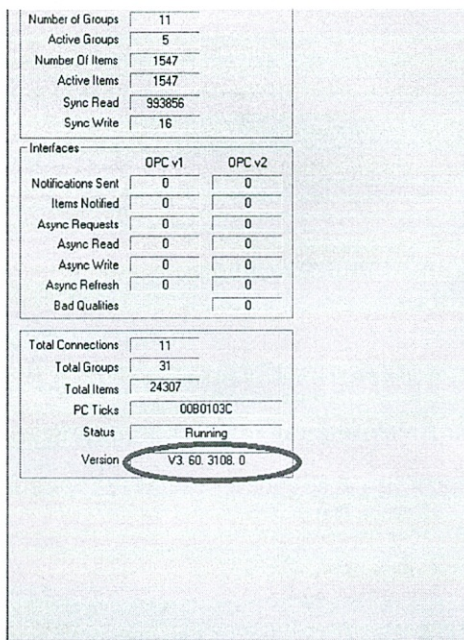 Number of Groups 11
Active Groups 5
Number Of Items 1547
Active Items 1547
Sync Read 993856
Sync Write 16
Interfaces
OPC v1 OPC v2
Notifications Sent 0 0
Items Notified 0 0
Async Requests 0 0
Async Read 0 0
Async Write 0 0
Async Refresh 0 0
Bad Qualities 0
Total Connections 11
Total Groups 31
Total Items 24307
PC Ticks 00B0103C
Status Running
Version V3. 60. 3108. 0